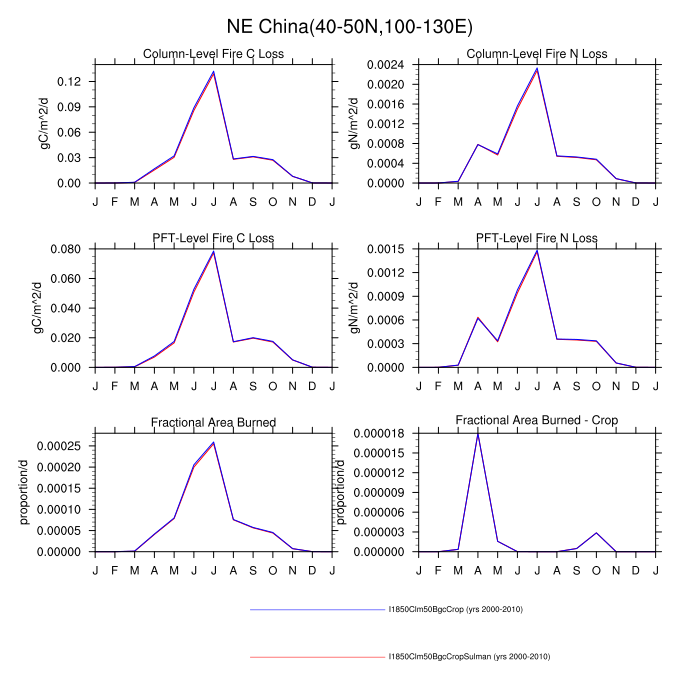 NE China(40-50N,100-130E)
Column-Level Fire C Loss
gC/m^2/d
0.12
0.09
0.06
0.03
0.00
J F M A M J J A S O N D J
Column-Level Fire N Loss
gN/m^2/d
0.0024
0.0020
0.0016
0.0012
0.0008
0.0004
0.0000
J F M A M J J A S O N D J
PFT-Level Fire C Loss
gC/m^2/d
0.080
0.060
0.040
0.020
0.000
J F M A M J J A S O N D J
PFT-Level Fire N Loss
gN/m^2/d
0.0015
0.0012
0.0009
0.0006
0.0003
0.0000
J F M A M J J A S O N D J
Fractional Area Burned
proportion/d
0.00025
0.00020
0.00015
0.00010
0.00005
0.00000
J F M A M J J A S O N D J
Fractional Area Burned - Crop
proportion/d
0.000018
0.000015
0.000012
0.000009
0.000006
0.000003
0.000000
J F M A M J J A S O N D J
I1850Clm50BgcCrop (yrs 2000-2010)
I1850Clm50BgcCropSulman (yrs 2000-2010)